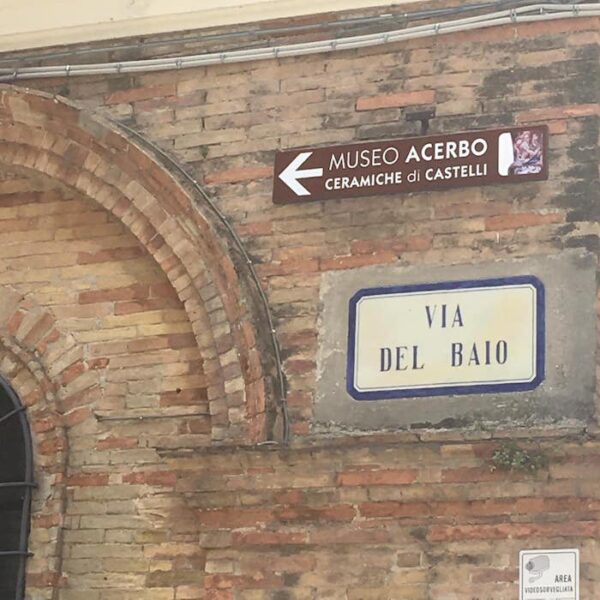 MUSEO ACERBO
CERAMICHE di CASTELLI
VIA
DEL BAIO
AREA
VIDEOSORVEGLIATA